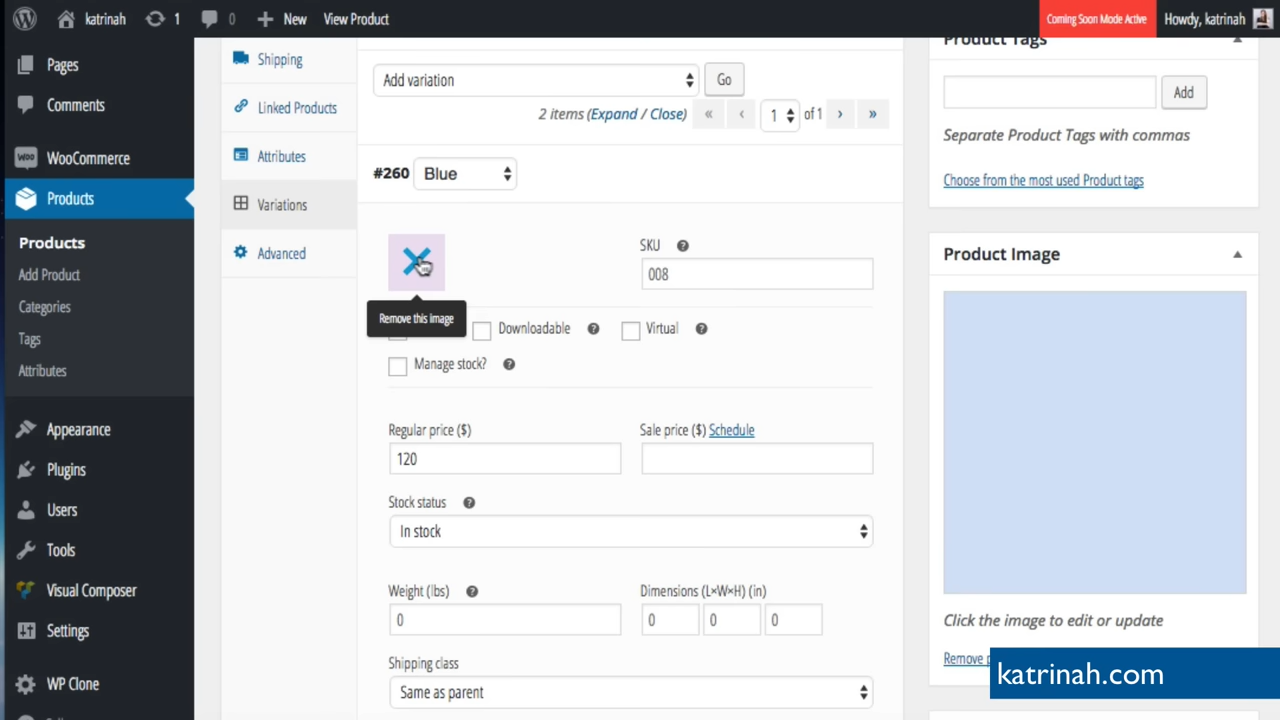 katrinah
1
0
New
View Product
Coming Soon Mode Active
Howdy, katrinah
Pages
Comments
WooCommerce
Products
Products
Add Product
Categories
Tags
Attributes
Appearance
Plugins
Users
Tools
Visual Composer
Settings
WP Clone
Shipping
Linked Products
Attributes
Variations
Advanced
Add variation
Go
2 items (Expand / Close)
«
‹
1
of 1
›
»
#260
Blue
Remove this image
SKU
008
Downloadable
Virtual
Manage stock?
Regular price ($)
120
Sale price ($) Schedule
Stock status
In stock
Weight (lbs)
0
Dimensions (L×W×H) (in)
0
0
0
Shipping class
Same as parent
Product Tags
Add
Separate Product Tags with commas
Choose from the most used Product tags
Product Image
Click the image to edit or update
Remove
katrinah.com